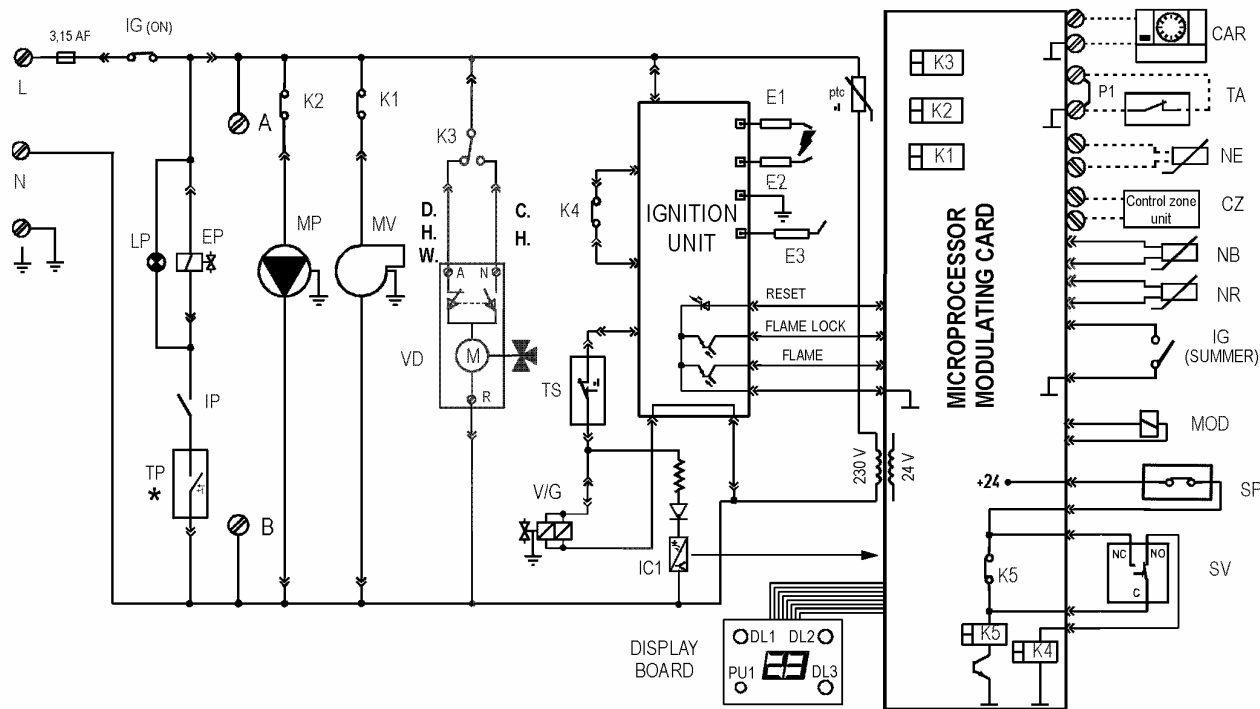 L
3,15 AF
IG (ON)
N
LP
EP
IP
TP
*
A
B
K2
MP
K1
MV
K3
D.
H.
W.
C.
H.
A
N
M
R
VD
K4
TS
V/G
IC1
IGNITION
UNIT
E1
E2
E3
RESET
FLAME LOCK
FLAME
ptc
230 V
24 V
K3
K2
K1
MICROPROCESSOR
MODULATING CARD
+24
K5
K5
K4
CAR
P1
TA
NE
Control zone
unit
CZ
NB
NR
IG
(SUMMER)
MOD
SP
NC
NO
C
SV
DISPLAY
BOARD
DL1
DL2
PU1
DL3